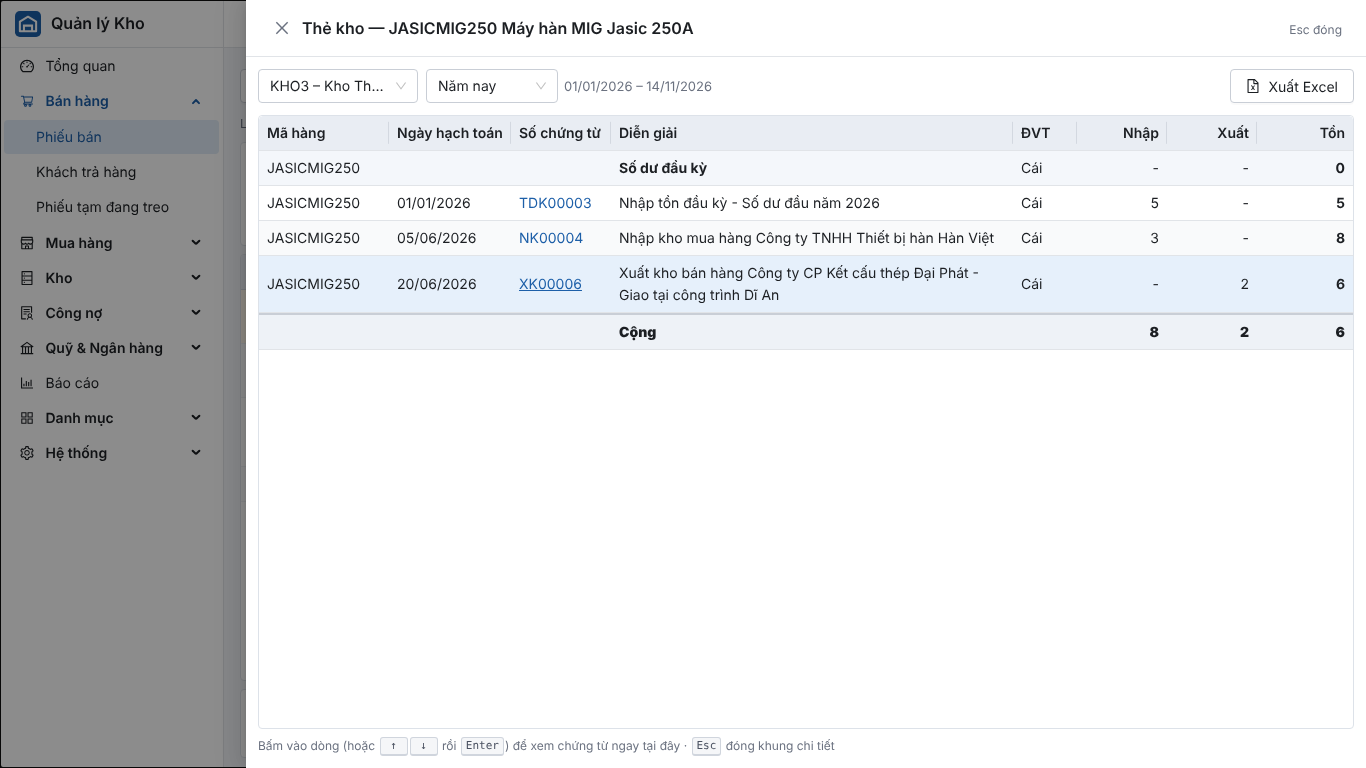 Quản lý Kho
Tổng quan
Bán hàng
Phiếu bán
Khách trả hàng
Phiếu tạm đang treo
Mua hàng
Kho
Công nợ
Quỹ & Ngân hàng
Báo cáo
Danh mục
Hệ thống
Thẻ kho — JASICMIG250 Máy hàn MIG Jasic 250A
Esc đóng
KHO3 – Kho Th... Năm nay 01/01/2026 – 14/11/2026 Xuất Excel
Mã hàng Ngày hạch toán Số chứng từ Diễn giải ĐVT Nhập Xuất Tồn
JASICMIG250 Số dư đầu kỳ Cái - - 0
JASICMIG250 01/01/2026 TDK00003 Nhập tồn đầu kỳ - Số dư đầu năm 2026 Cái 5 - 5
JASICMIG250 05/06/2026 NK00004 Nhập kho mua hàng Công ty TNHH Thiết bị hàn Hàn Việt Cái 3 - 8
JASICMIG250 20/06/2026 XK00006 Xuất kho bán hàng Công ty CP Kết cấu thép Đại Phát - Cái - 2 6
Giao tại công trình Dĩ An
Cộng 8 2 6
Bấm vào dòng (hoặc ↑ ↓ rồi Enter) để xem chứng từ ngay tại đây · Esc đóng khung chi tiết